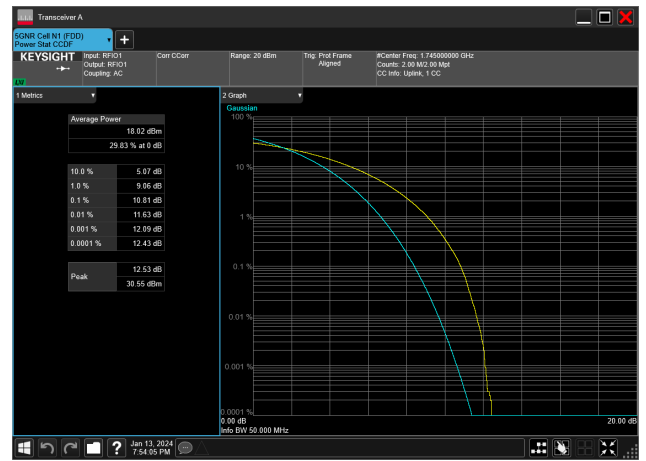 Transceiver A
5GNR Cell N1 (FDD)
Power Stat CCDF
KEYSIGHT
LXI
Input: RFIO1
Output: RFIO1
Coupling: AC
Corr CCorr
Range: 20 dBm
Trig: Prot Frame
Aligned
#Center Freq: 1.745000000 GHz
Counts: 2.00 M/2.00 Mpt
CC Info: Uplink, 1 CC
1 Metrics
Average Power
18.02 dBm
29.83 % at 0 dB
10.0 % 5.07 dB
1.0 % 9.06 dB
0.1 % 10.81 dB
0.01 % 11.63 dB
0.001 % 12.09 dB
0.0001 % 12.43 dB
Peak 12.53 dB
30.55 dBm
2 Graph
Gaussian
100 %
10 %
1 %
0.1 %
0.01 %
0.001 %
0.0001 %
0.00 dB 20.00 dB
Info BW 50.000 MHz
?
Jan 13, 2024
7:54:05 PM